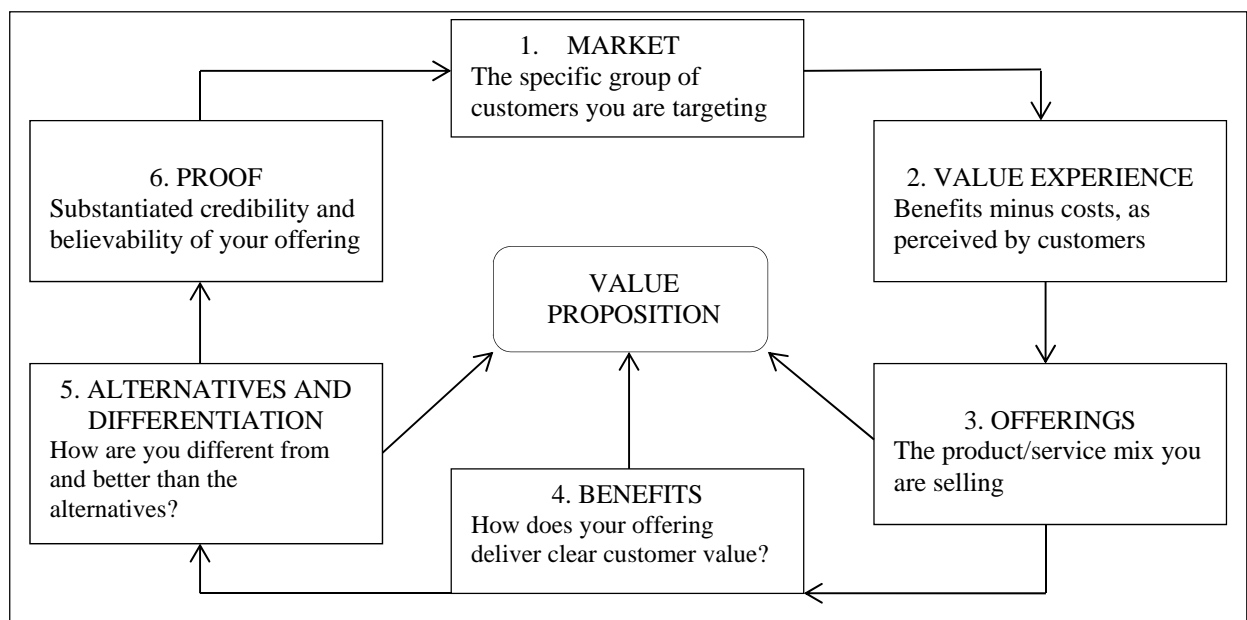 1. MARKET
The specific group of
customers you are targeting
2. VALUE EXPERIENCE
Benefits minus costs, as
perceived by customers
3. OFFERINGS
The product/service mix you
are selling
4. BENEFITS
How does your offering
deliver clear customer value?
5. ALTERNATIVES AND
DIFFERENTIATION
How are you different from
and better than the
alternatives?
6. PROOF
Substantiated credibility and
believability of your offering
VALUE
PROPOSITION